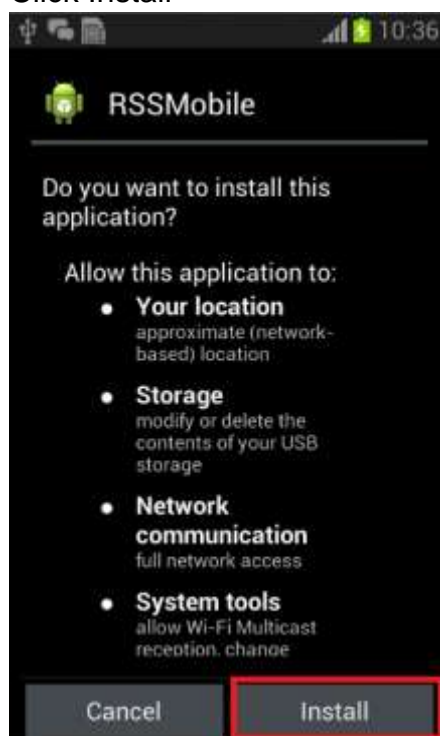 10:36
RSSMobile
Do you want to install this
application?
Allow this application to:
● Your location
approximate (network-
based) location
● Storage
modify or delete the
contents of your USB
storage
● Network
communication
full network access
● System tools
allow Wi-Fi Multicast
reception, change
Cancel Install